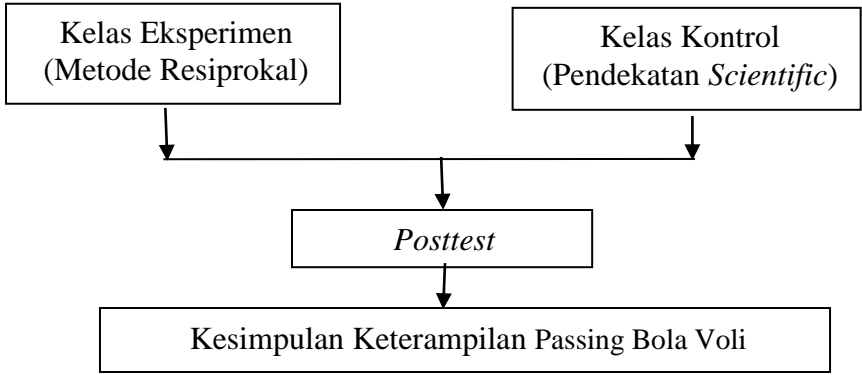 Kelas Eksperimen
(Metode Resiprokal)
Kelas Kontrol
(Pendekatan Scientific)
Posttest
Kesimpulan Keterampilan Passing Bola Voli